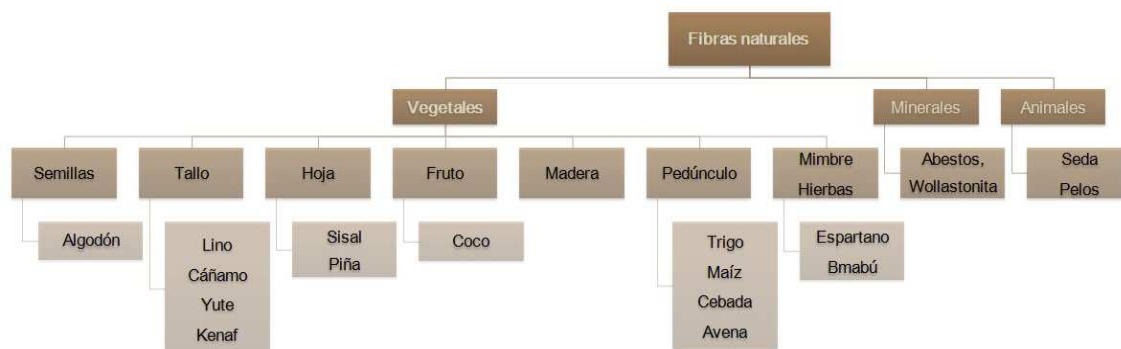 Fibras naturales
Vegetales
Minerales
Animales
Semillas
Tallo
Hoja
Fruto
Madera
Pedúnculo
Mimbre
Hierbas
Abestos,
Wollastonita
Seda
Pelos
Algodón
Lino
Cáñamo
Yute
Kenaf
Sisal
Piña
Coco
Trigo
Maíz
Cebada
Avena
Espartano
Bmabú